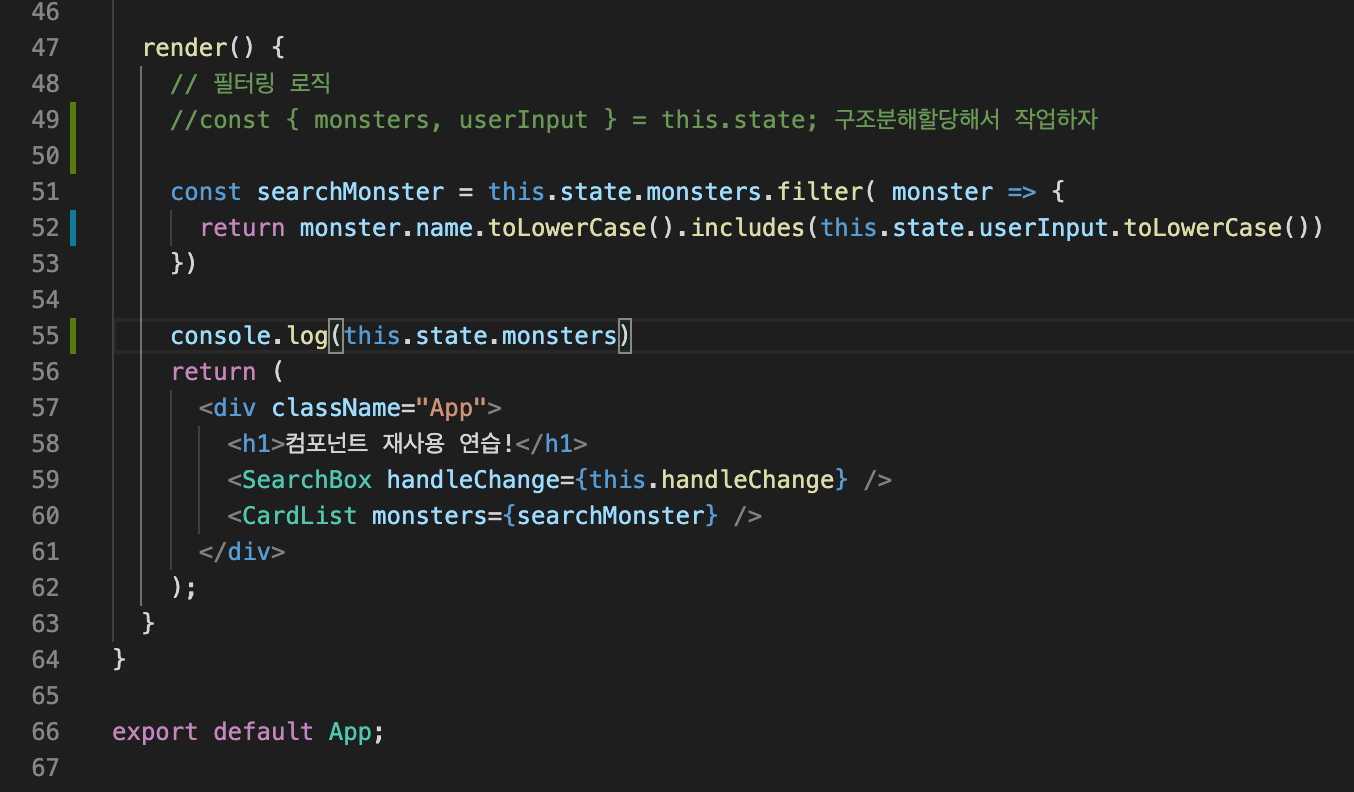 46
47 render() {
48 // 필터링 로직
49 //const { monsters, userInput } = this.state; 구조분해할당해서 작업하자
50
51 const searchMonster = this.state.monsters.filter( monster => {
52 return monster.name.toLowerCase().includes(this.state.userInput.toLowerCase())
53 })
54
55 console.log(this.state.monsters)
56 return (
57 <div className="App">
58 <h1>컴포넌트 재사용 연습!</h1>
59 <SearchBox handleChange={this.handleChange} />
60 <CardList monsters={searchMonster} />
61 </div>
62 );
63 }
64 }
65
66 export default App;
67